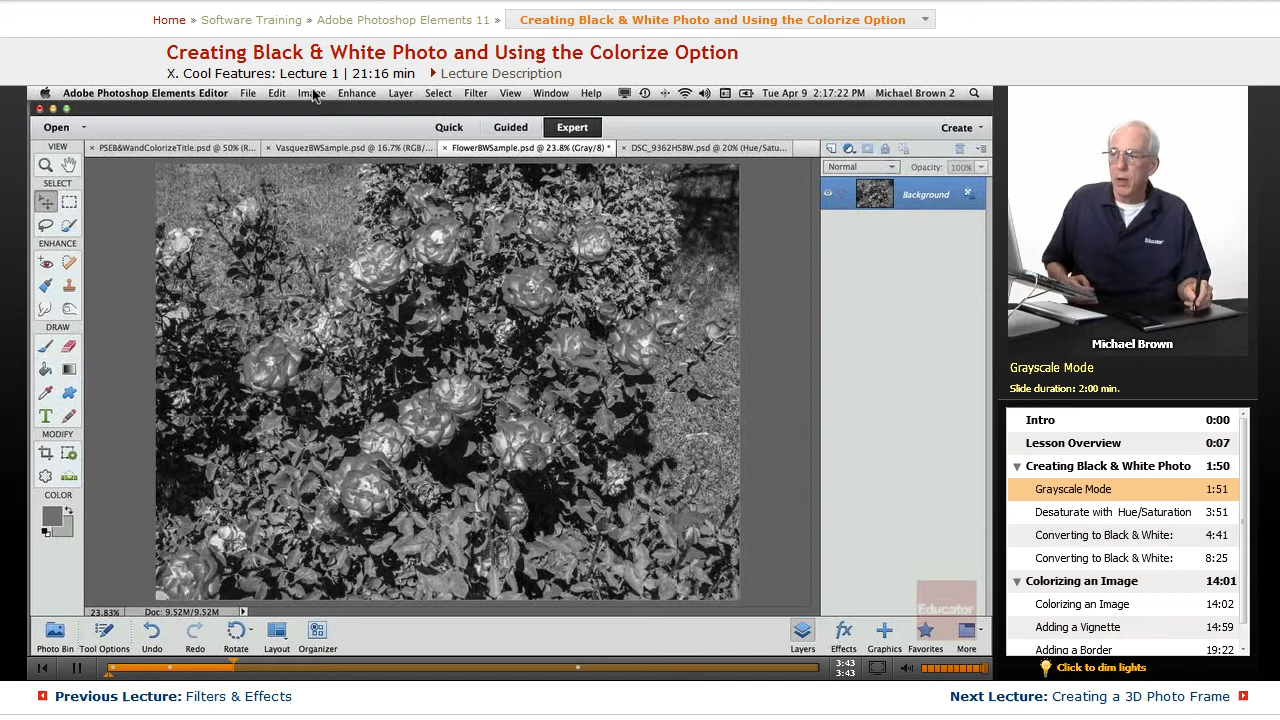 Home » Software Training » Adobe Photoshop Elements 11 » Creating Black & White Photo and Using the Colorize Option
Creating Black & White Photo and Using the Colorize Option
X. Cool Features: Lecture 1 | 21:16 min Lecture Description
Adobe Photoshop Elements Editor File Edit Image Enhance Layer Select Filter View Window Help Tue Apr 9 2:17:22 PM Michael Brown 2
Open Quick Guided Expert Create
VIEW × PSEB&WandColorizeTitle.psd @ 50% (R... × VasquezBWSample.psd @ 16.7% (RGB/... × FlowerBWSample.psd @ 23.8% (Gray/8) * × DSC_9362HSBW.psd @ 20% (Hue/Satu...
Normal Opacity: 100%
SELECT
Background
ENHANCE
Educator
DRAW
T
MODIFY
COLOR
23.83% Doc: 9.52M/9.52M
Educator
Photo Bin Tool Options Undo Redo Rotate Layout Organizer Layers fx Effects Graphics Favorites More
3:43
3:43
Michael Brown
Grayscale Mode
Slide duration: 2:00 min.
Intro 0:00
Lesson Overview 0:07
Creating Black & White Photo 1:50
Grayscale Mode 1:51
Desaturate with Hue/Saturation 3:51
Converting to Black & White: 4:41
Converting to Black & White: 8:25
Colorizing an Image 14:01
Colorizing an Image 14:02
Adding a Vignette 14:59
Adding a Border 19:22
Click to dim lights
Previous Lecture: Filters & Effects Next Lecture: Creating a 3D Photo Frame